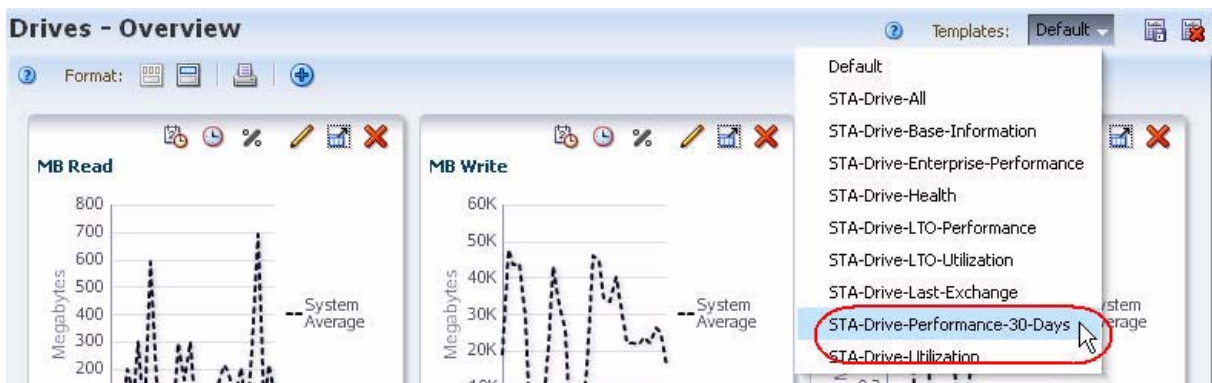 Drives - Overview
Templates: Default
Format:
Default
STA-Drive-All
STA-Drive-Base-Information
STA-Drive-Enterprise-Performance
STA-Drive-Health
STA-Drive-LTO-Performance
STA-Drive-LTO-Utilization
STA-Drive-Last-Exchange
STA-Drive-Performance-30-Days
STA-Drive-Utilization
MB Read
800
700
600
500
400
300
200
Megabytes
System
Average
MB Write
60K
50K
40K
30K
20K
Megabytes
System
Average